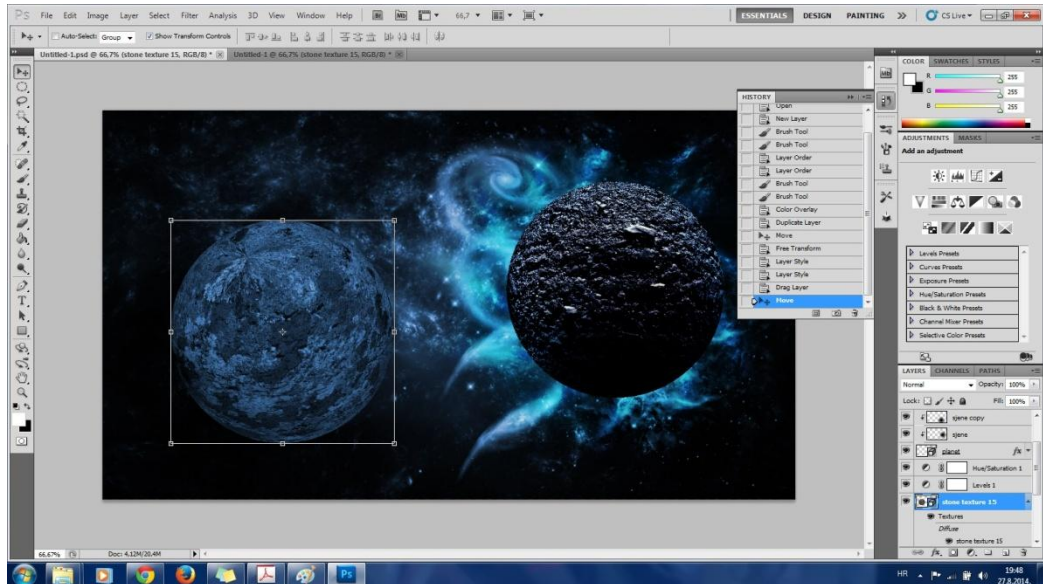 PS File Edit Image Layer Select Filter Analysis 3D View Window Help Br Mb 66,7 ESSENTIALS DESIGN PAINTING CS Live
Auto-Select: Group Show Transform Controls
Untitled-1.psd @ 66,7% (stone texture 15, RGB/8) * Untitled-1 @ 66,7% (stone texture 15, RGB/8) *
COLOR SWATCHES STYLES
R 255
G 255
B 255
HISTORY
Open
New Layer
Brush Tool
Brush Tool
Layer Order
Layer Order
Brush Tool
Brush Tool
Color Overlay
Duplicate Layer
Move
Free Transform
Layer Style
Layer Style
Drag Layer
Move
ADJUSTMENTS MASKS
Add an adjustment
Levels Presets
Curves Presets
Exposure Presets
Hue/Saturation Presets
Black & White Presets
Channel Mixer Presets
Selective Color Presets
LAYERS CHANNELS PATHS
Normal Opacity: 100%
Lock: Fill: 100%
sjene copy
sjene
planet fx
Hue/Saturation 1
Levels 1
stone texture 15
Textures
Diffuse
stone texture 15
66,67% Doc: 4,12M/20,4M
Ps HR 19:48
27.8.2014.